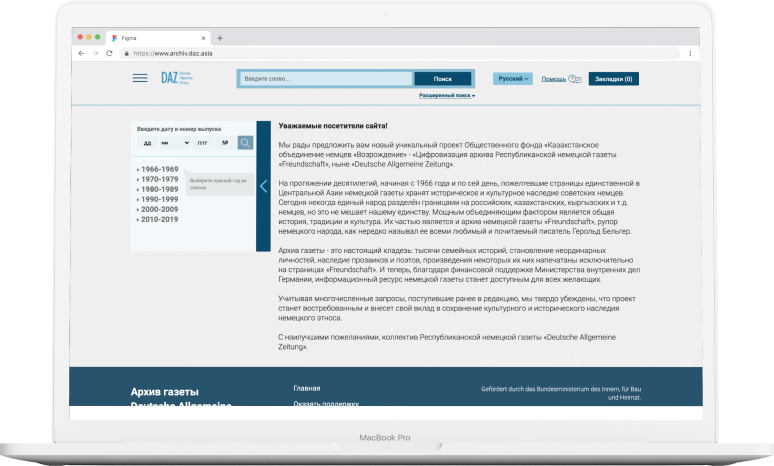 Figma
https://www.archiv.daz.asia
DAZ Deutsche Allgemeine Zeitung
Введите слово...
Поиск
Русский
Помощь
Закладки (0)
Расширенный поиск
Введите дату и номер выпуска
дд мм гггг №
1966-1969
1970-1979
1980-1989
1990-1999
2000-2009
2010-2019
Выберите нужный год из
списка
Уважаемые посетители сайта!
Мы рады предложить вам новый уникальный проект Общественного фонда «Казахстанское
объединение немцев «Возрождение» - «Цифровизация архива Республиканской немецкой газеты
«Freundschaft», ныне «Deutsche Allgemeine Zeitung».
На протяжении десятилетий, начиная с 1966 года и по сей день, пожелтевшие страницы единственной в
Центральной Азии немецкой газеты хранят историческое и культурное наследие советских немцев.
Сегодня некогда единый народ разделён границами на российских, казахстанских, кыргызских и т.д.
немцев, но это не мешает нашему единству. Мощным объединяющим фактором является общая
история, традиции и культура. Их частью является и архив немецкой газеты «Freundschaft», рупор
немецкого народа, как нередко называл ее всеми любимый и почитаемый писатель Герольд Бельгер.
Архив газеты - это настоящий кладезь: тысячи семейных историй, становление неординарных
личностей, наследие прозаиков и поэтов, произведения некоторых их них напечатаны исключительно
на страницах «Freundschaft». И теперь, благодаря финансовой поддержке Министерства внутренних дел
Германии, информационный ресурс немецкой газеты станет доступным для всех желающих.
Учитывая многочисленные запросы, поступившие ранее в редакцию, мы твердо убеждены, что проект
станет востребованным и внесет свой вклад в сохранение культурного и исторического наследия
немецкого этноса.
С наилучшими пожеланиями, коллектив Республиканской немецкой газеты «Deutsche Allgemeine
Zeitung».
Архив газеты
Deutsche Allgemeine
Главная
Оказать поддержку
Gefördert durch das Bundesministerium des Innern, für Bau
und Heimat.
MacBook Pro